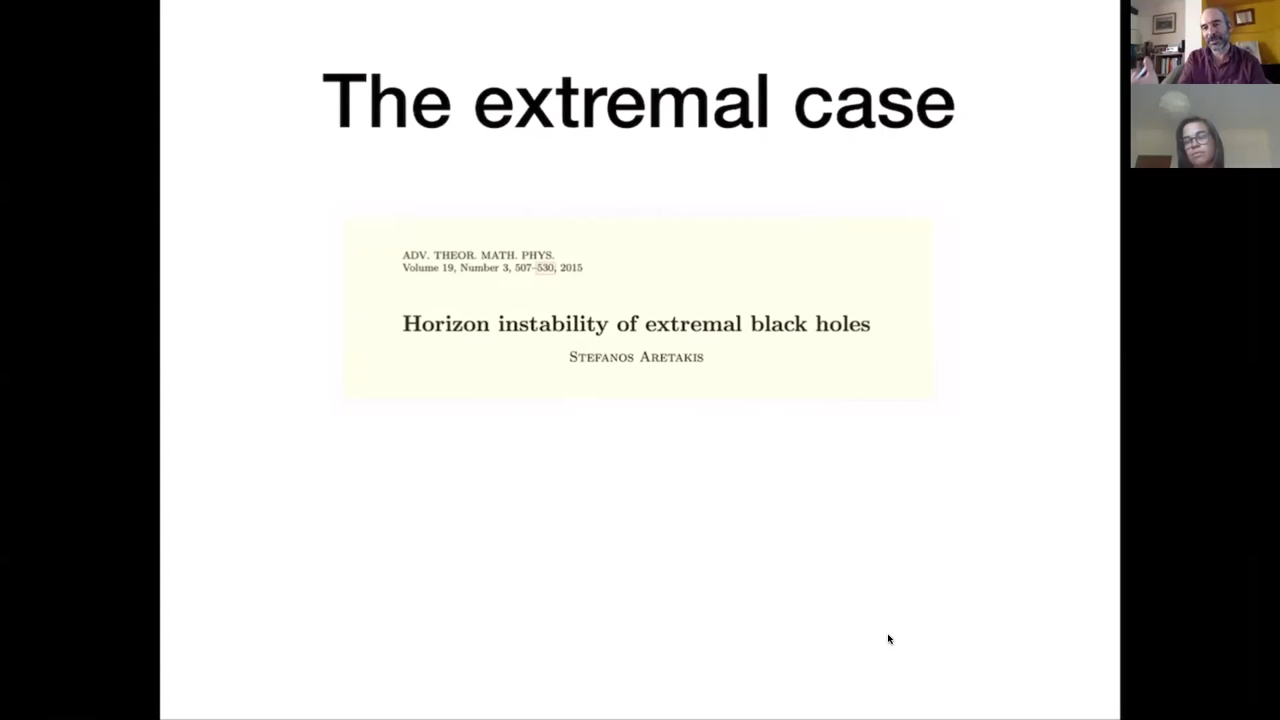 The extremal case
ADV. THEOR. MATH. PHYS.
Volume 19, Number 3, 507–530, 2015
Horizon instability of extremal black holes
Stefanos Aretakis